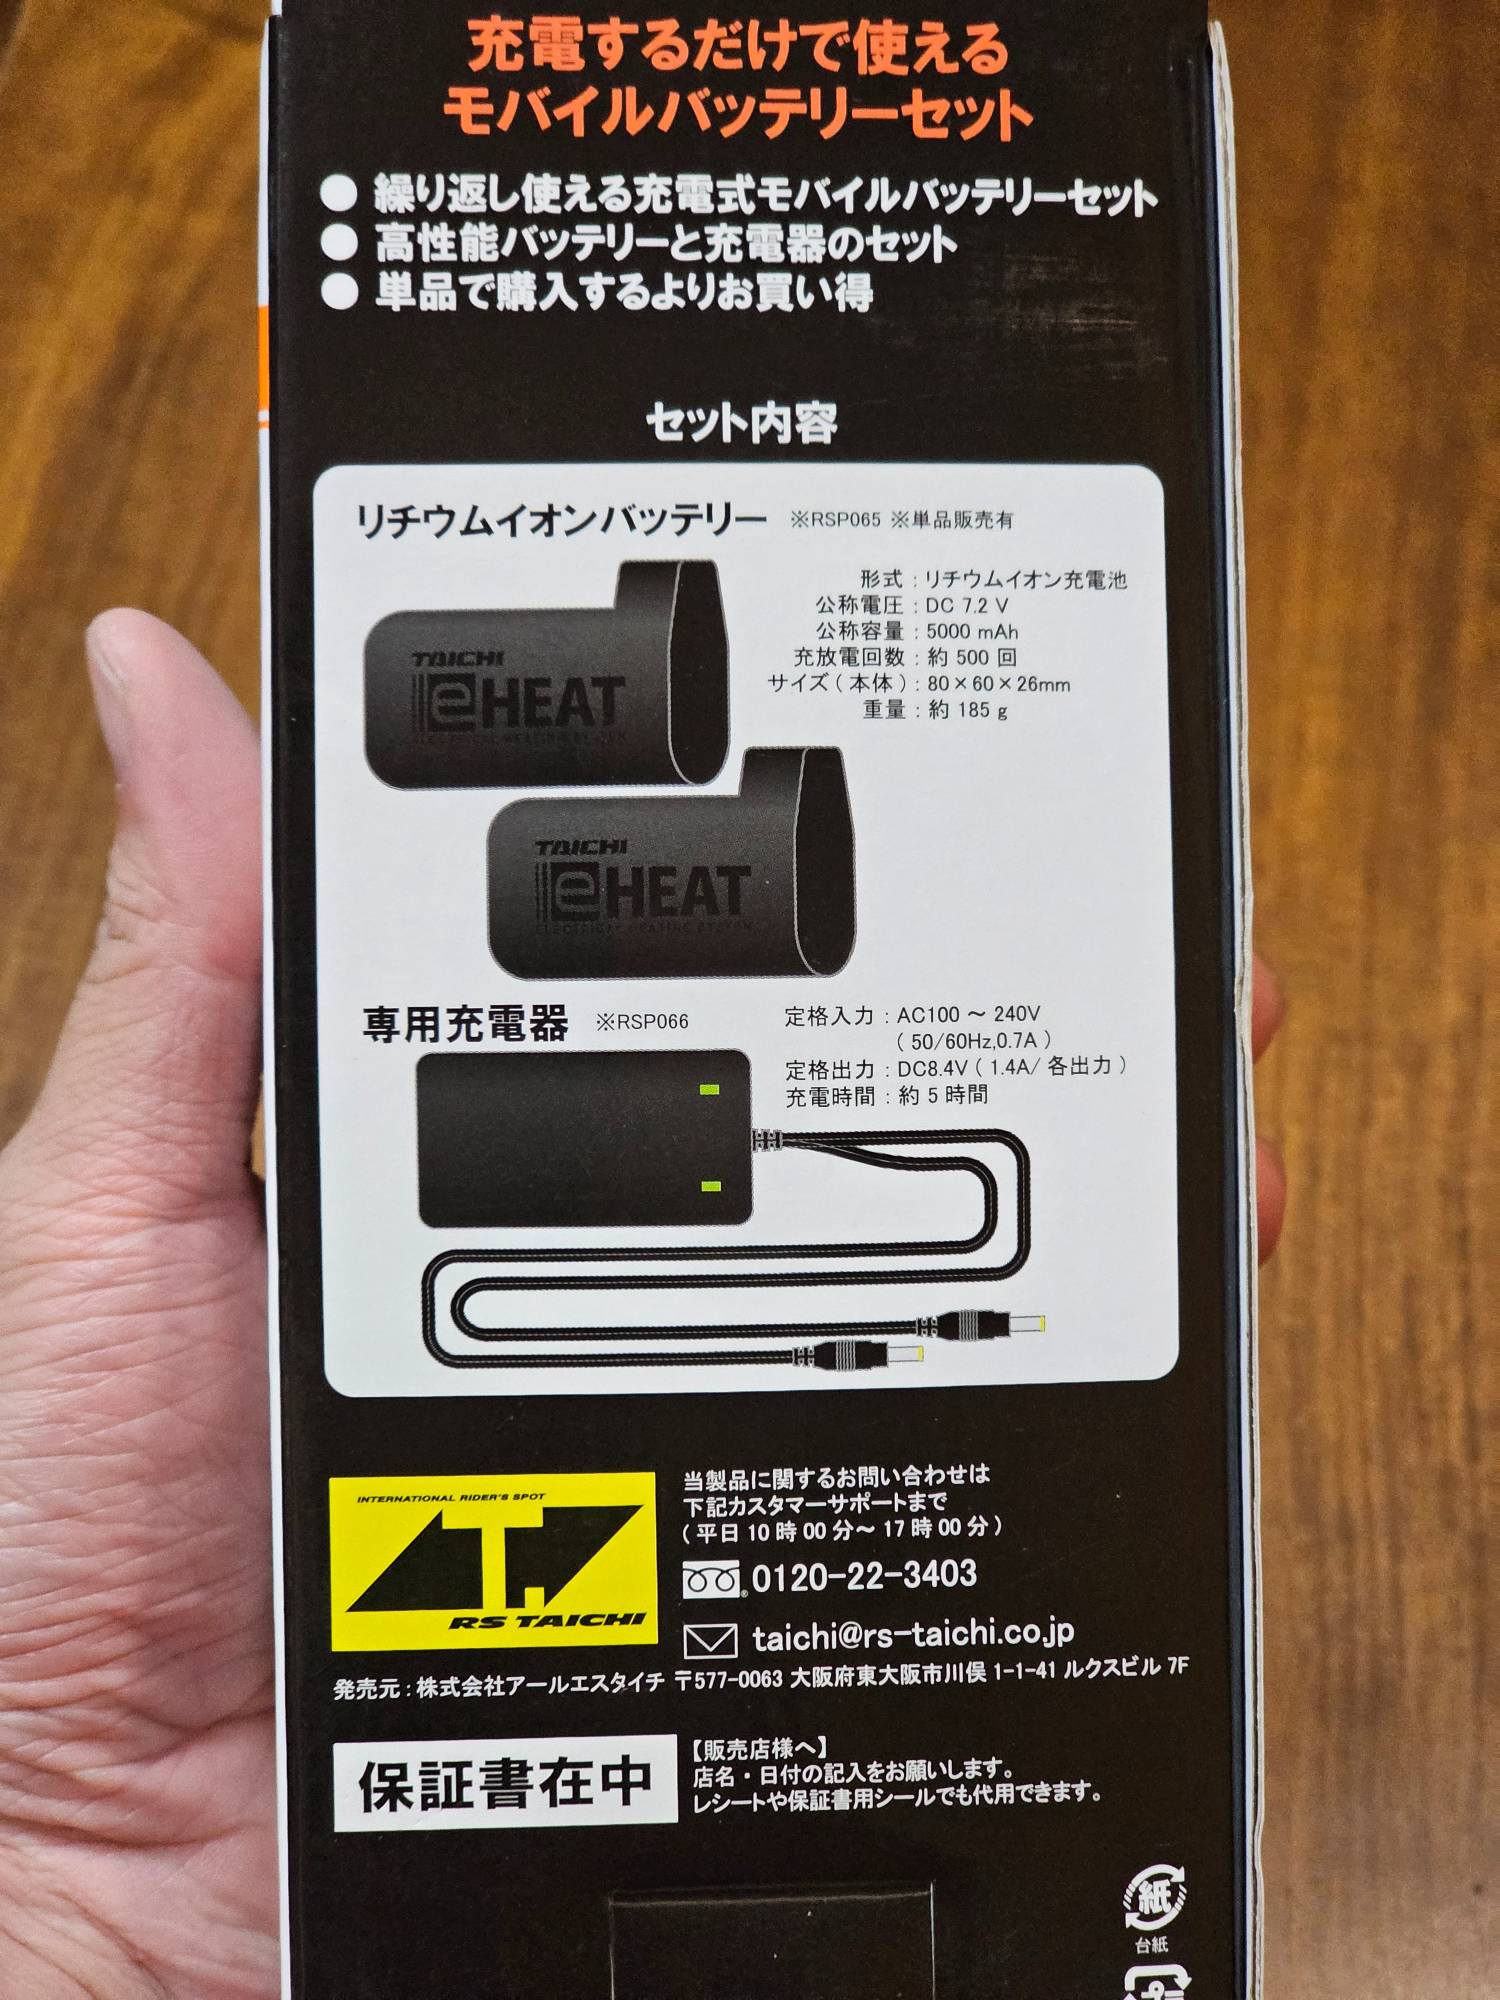 充電するだけで使える
モバイルバッテリーセット
● 繰り返し使える充電式モバイルバッテリーセット
● 高性能バッテリーと充電器のセット
● 単品で購入するよりお買い得
セット内容
リチウムイオンバッテリー ※RSP065 ※単品販売有
形式 : リチウムイオン充電池
公称電圧 : DC 7.2 V
公称容量 : 5000 mAh
充放電回数 : 約 500 回
サイズ ( 本体 ) : 80×60×26mm
重量 : 約 185 g
TAICHI
e HEAT
ELECTRICAL HEATING SYSTEM
TAICHI
e HEAT
ELECTRICAL HEATING SYSTEM
専用充電器 ※RSP066
定格入力 : AC100 ～ 240V
( 50/60Hz,0.7A )
定格出力 : DC8.4V ( 1.4A/ 各出力 )
充電時間 : 約 5 時間
INTERNATIONAL RIDER'S SPOT
RS TAICHI
当製品に関するお問い合わせは
下記カスタマーサポートまで
( 平日 10 時 00 分～ 17 時 00 分 )
0120-22-3403
taichi@rs-taichi.co.jp
発売元 : 株式会社アールエスタイチ 〒577-0063 大阪府東大阪市川俣 1-1-41 ルクスビル 7F
保証書在中
【販売店様へ】
店名・日付の記入をお願いします。
レシートや保証書用シールでも代用できます。
紙
台紙